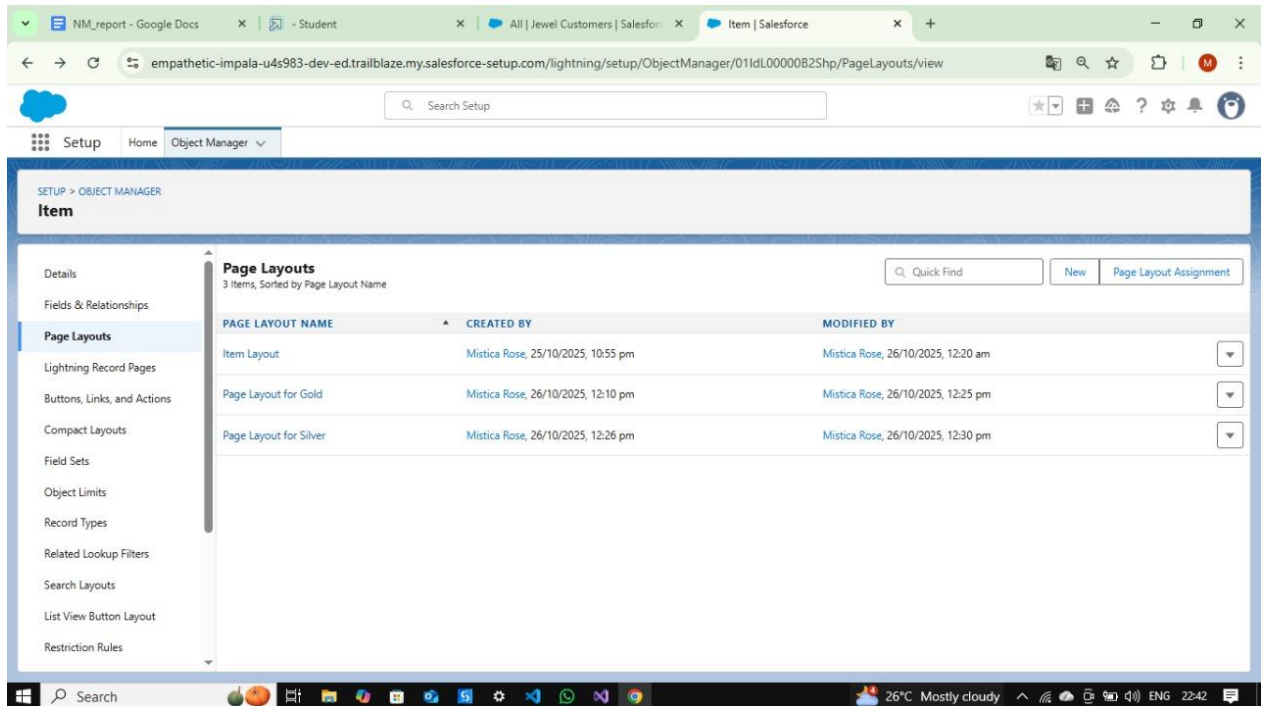 NM_report - Google Docs
- Student
All | Jewel Customers | Salesforc
Item | Salesforce
empathetic-impala-u4s983-dev-ed.trailblaze.my.salesforce-setup.com/lightning/setup/ObjectManager/01IdL00000B2Shp/PageLayouts/view
M
Search Setup
Setup Home Object Manager
SETUP > OBJECT MANAGER
Item
Details
Fields & Relationships
Page Layouts
Lightning Record Pages
Buttons, Links, and Actions
Compact Layouts
Field Sets
Object Limits
Record Types
Related Lookup Filters
Search Layouts
List View Button Layout
Restriction Rules
Page Layouts
3 Items, Sorted by Page Layout Name
Quick Find
New
Page Layout Assignment
PAGE LAYOUT NAME CREATED BY MODIFIED BY
Item Layout Mistica Rose, 25/10/2025, 10:55 pm Mistica Rose, 26/10/2025, 12:20 am
Page Layout for Gold Mistica Rose, 26/10/2025, 12:10 pm Mistica Rose, 26/10/2025, 12:25 pm
Page Layout for Silver Mistica Rose, 26/10/2025, 12:26 pm Mistica Rose, 26/10/2025, 12:30 pm
Search
26°C Mostly cloudy ENG 22:42